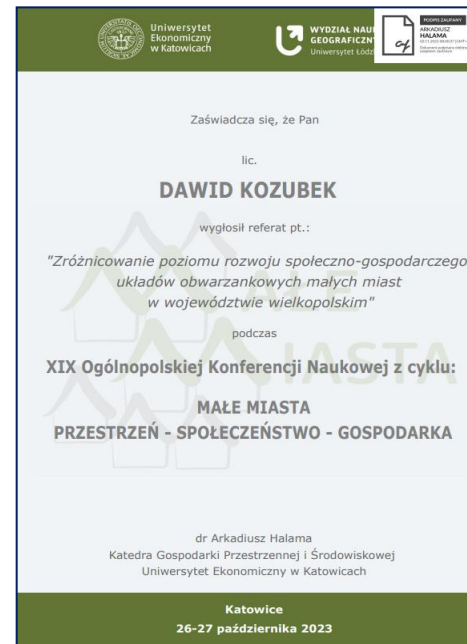 Uniwersytet
Ekonomiczny
w Katowicach
WYDZIAŁ
GEOGRAFICZN
Uniwersytet
PODPIS ZAUFANY
ARKADIUSZ
HALAMA
Zaświadcza się, że Pan
lic.
DAWID KOZUBEK
wygłosił referat pt.:
"Zróżnicowanie poziomu rozwoju społeczno-gospodarczego
układów obwarzankowych małych miast
w województwie wielkopolskim"
podczas
XIX Ogólnopolskiej Konferencji Naukowej z cyklu:
MAŁE MIASTA
PRZESTRZEŃ - SPOŁECZEŃSTWO - GOSPODARKA
MAŁE
MIASTA
dr Arkadiusz Halama
Katedra Gospodarki Przestrzennej i Środowiskowej
Uniwersytet Ekonomiczny w Katowicach
Katowice
26-27 października 2023